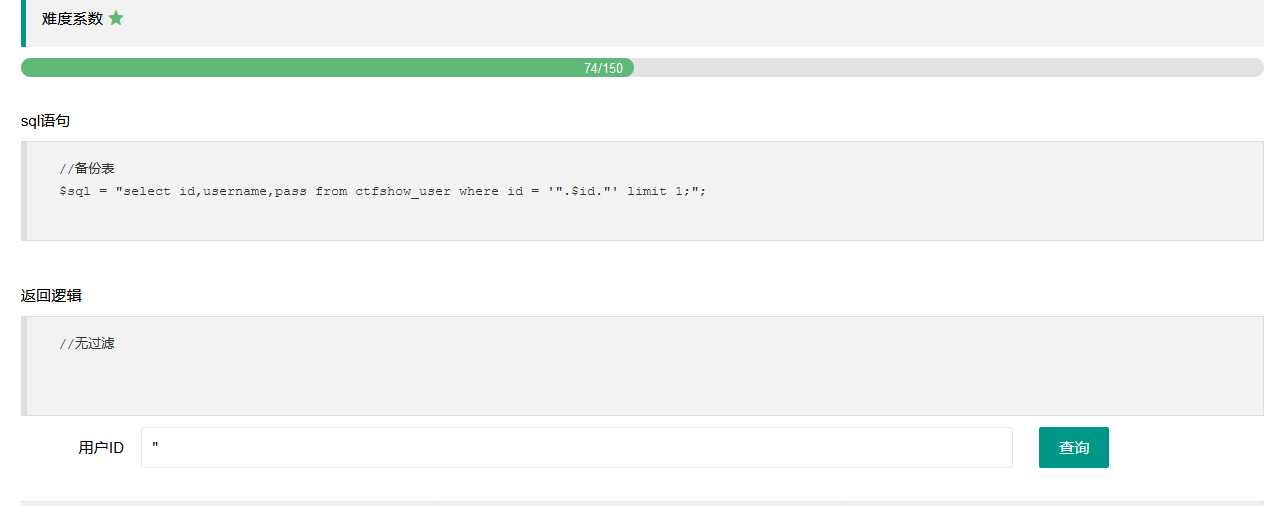 难度系数
74/150
sql语句
//备份表
$sql = "select id,username,pass from ctfshow_user where id = '".$id."' limit 1;";
返回逻辑
//无过滤
用户ID " 查询